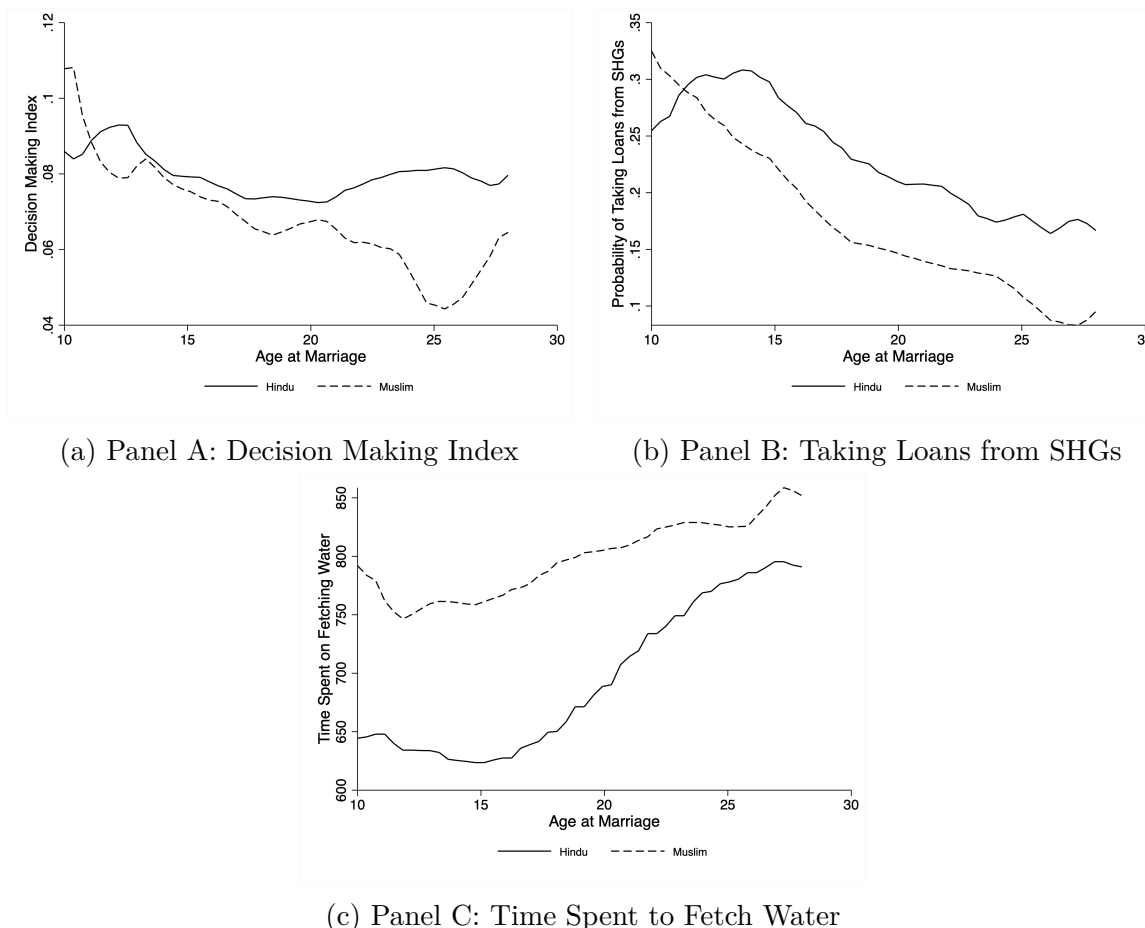 .12
.1
.08
.06
.04
Decision Making Index
10 15 20 25 30
Age at Marriage
Hindu Muslim
(a) Panel A: Decision Making Index
.35
.3
.25
.2
.15
.1
Probability of Taking Loans from SHGs
10 15 20 25
Age at Marriage
Hindu Muslim
(b) Panel B: Taking Loans from SHGs
850
800
750
700
650
600
Time Spent on Fetching Water
10 15 20 25 30
Age at Marriage
Hindu Muslim
(c) Panel C: Time Spent to Fetch Water